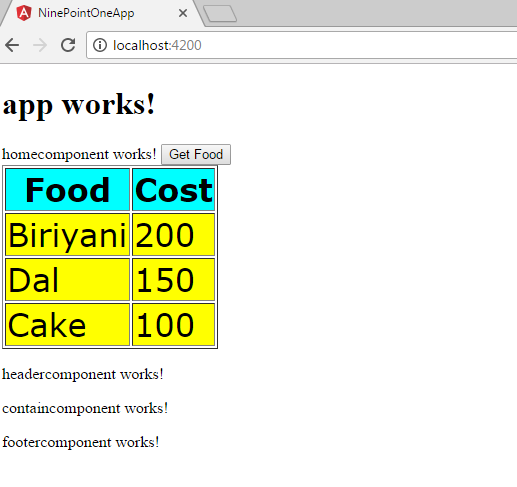 NinePointOneApp
localhost:4200
app works!
homecomponent works! Get Food
Food Cost
Biriyani 200
Dal 150
Cake 100
headercomponent works!
containcomponent works!
footercomponent works!